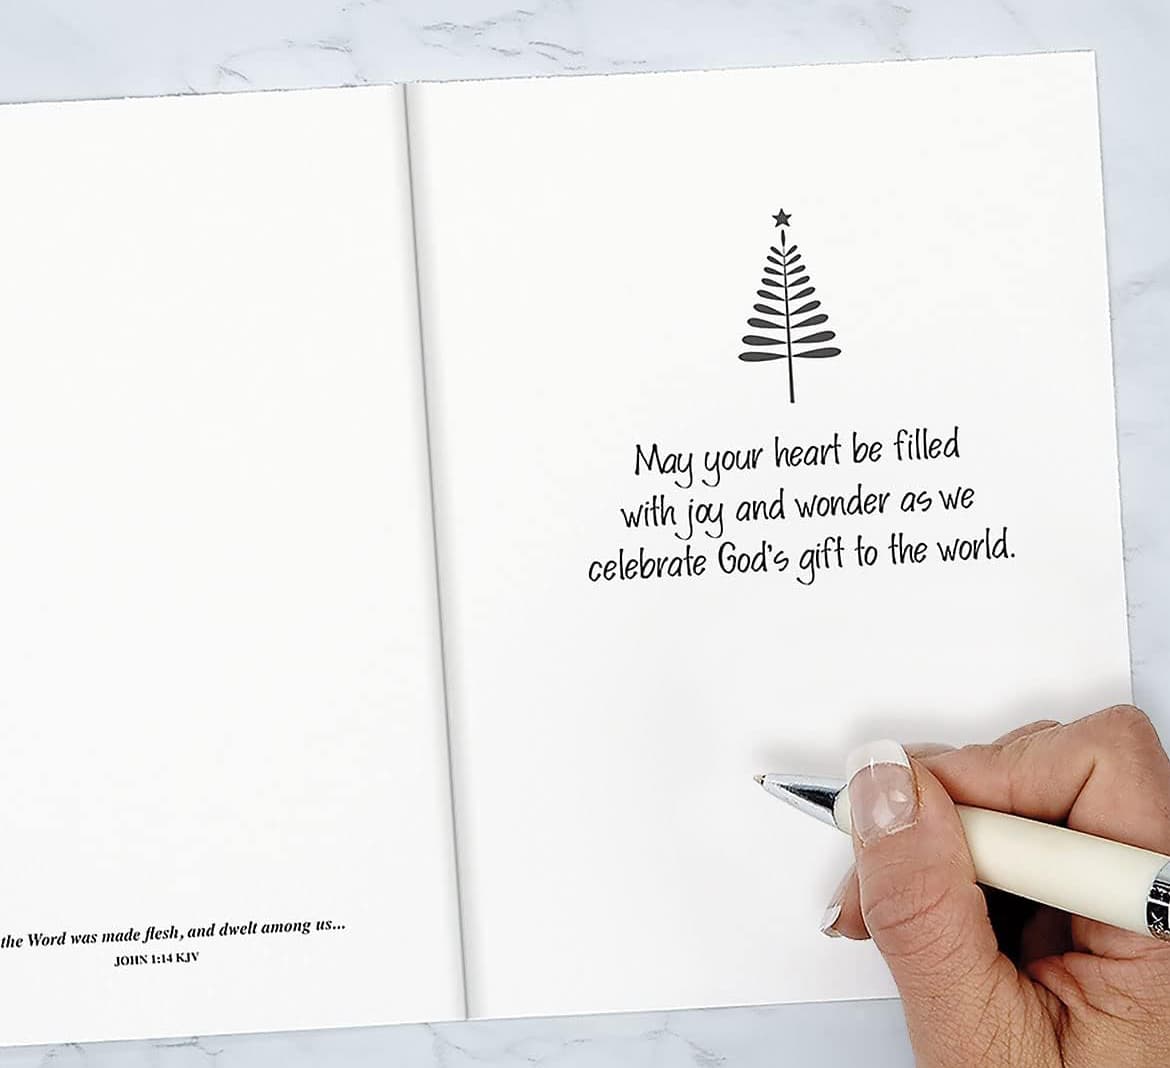 the Word was made flesh, and dwelt among us...
JOHN 1:14 KJV
May your heart be filled
with joy and wonder as we
celebrate God's gift to the world.